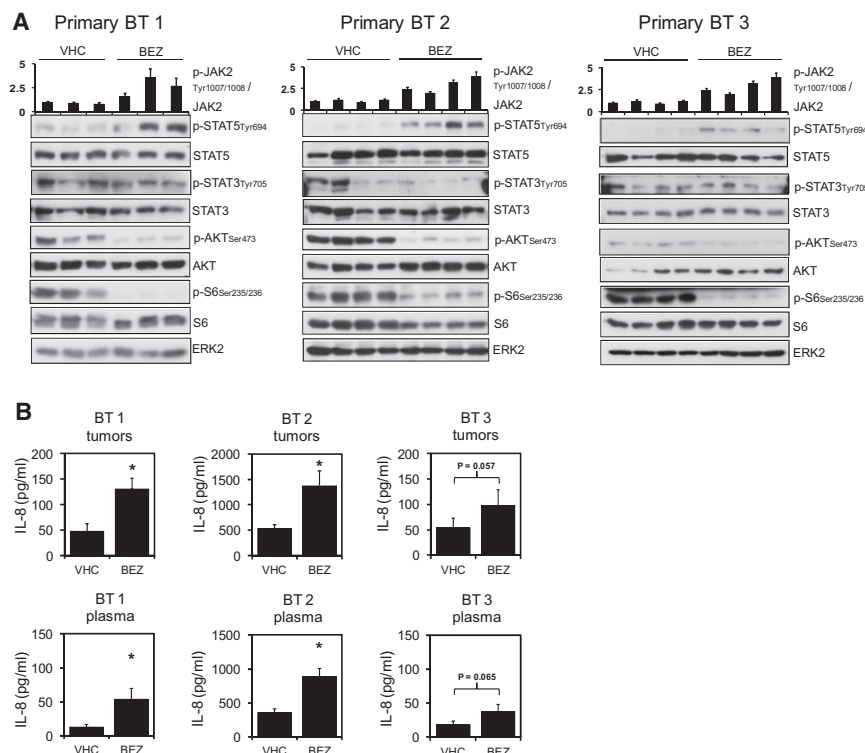 A
Primary BT 1
Primary BT 2
Primary BT 3
VHC BEZ
5
2.5
0
p-JAK2
Tyr1007/1008 /
JAK2
p-STAT5Tyr694
STAT5
p-STAT3Tyr705
STAT3
p-AKTSer473
AKT
p-S6Ser235/236
S6
ERK2
VHC BEZ
5
2.5
0
p-JAK2
Tyr1007/1008 /
JAK2
p-STAT5Tyr694
STAT5
p-STAT3Tyr705
STAT3
p-AKTSer473
AKT
p-S6Ser235/236
S6
ERK2
VHC BEZ
5
2.5
0
p-JAK2
Tyr1007/1008 /
JAK2
p-STAT5Tyr694
STAT5
p-STAT3Tyr705
STAT3
p-AKTSer473
AKT
p-S6Ser235/236
S6
ERK2
B
BT 1
tumors
IL-8 (pg/ml)
200
150
100
50
0
*
VHC BEZ
BT 2
tumors
IL-8 (pg/ml)
2000
1500
1000
500
0
*
VHC BEZ
BT 3
tumors
IL-8 (pg/ml)
200
150
100
50
0
P = 0.057
VHC BEZ
BT 1
plasma
IL-8 (pg/ml)
150
100
50
0
*
VHC BEZ
BT 2
plasma
IL-8 (pg/ml)
1500
1000
500
0
*
VHC BEZ
BT 3
plasma
IL-8 (pg/ml)
150
100
50
0
P = 0.065
VHC BEZ